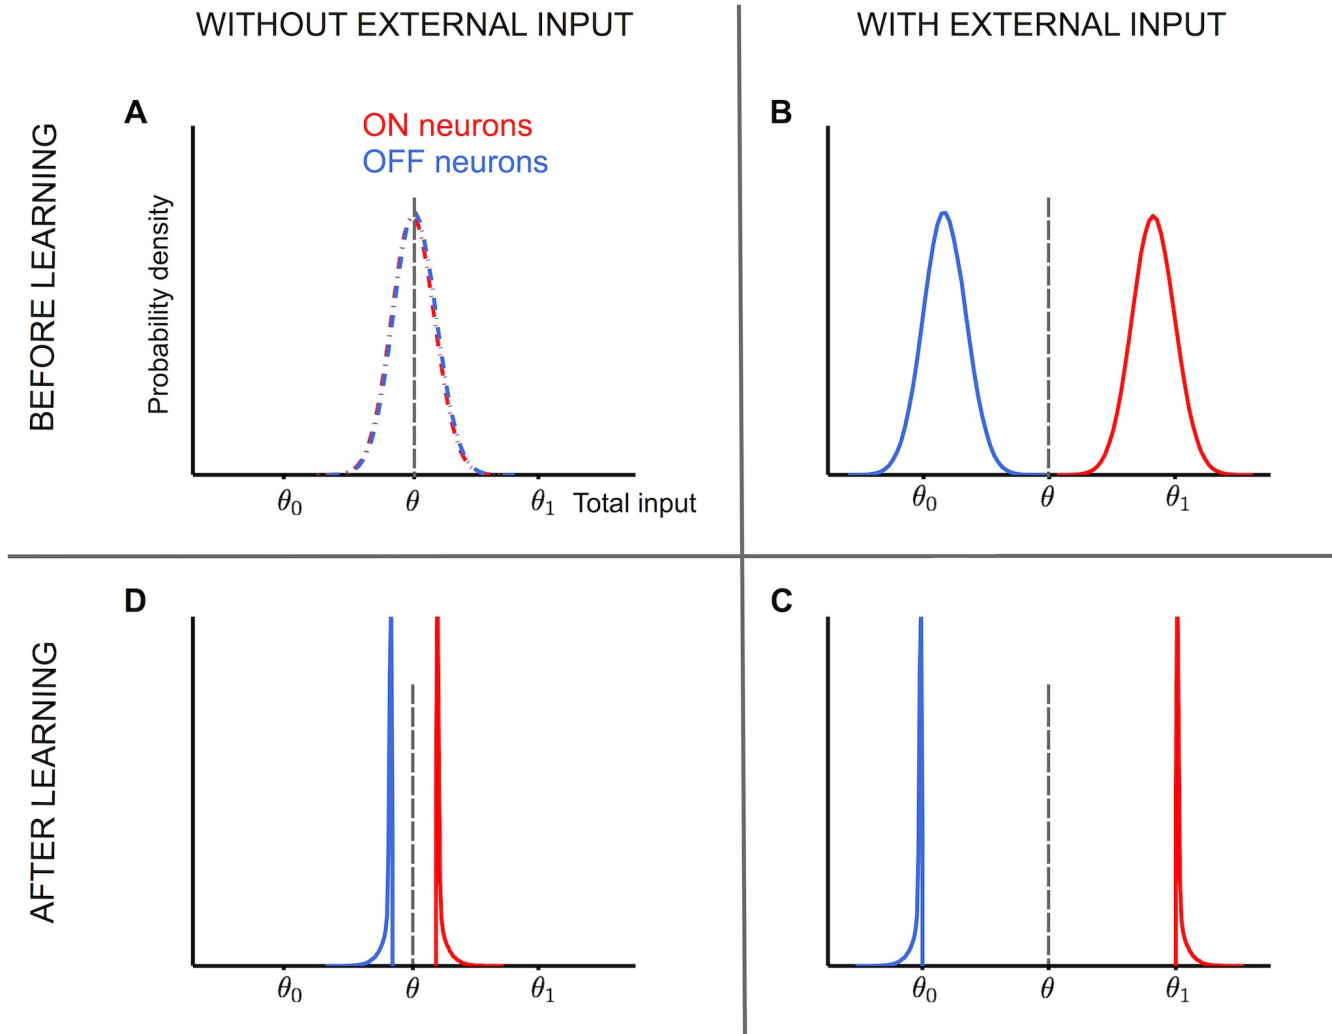 WITHOUT EXTERNAL INPUT
WITH EXTERNAL INPUT
BEFORE LEARNING
A
ON neurons
OFF neurons
Probability density
θ₀
θ
θ₁
Total input
B
θ₀
θ
θ₁
AFTER LEARNING
D
θ₀
θ
θ₁
C
θ₀
θ
θ₁